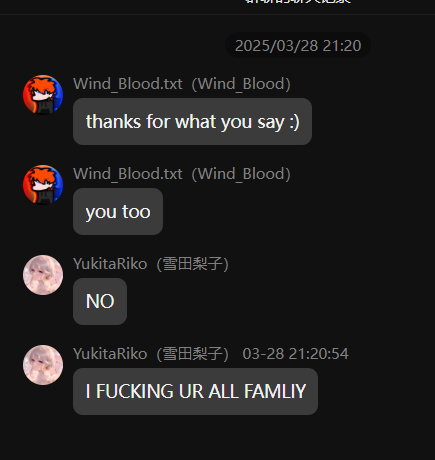 2025/03/28 21:20
Wind_Blood.txt（Wind_Blood）
thanks for what you say :)
Wind_Blood.txt（Wind_Blood）
you too
YukitaRiko（雪田梨子）
NO
YukitaRiko（雪田梨子） 03-28 21:20:54
I FUCKING UR ALL FAMLIY